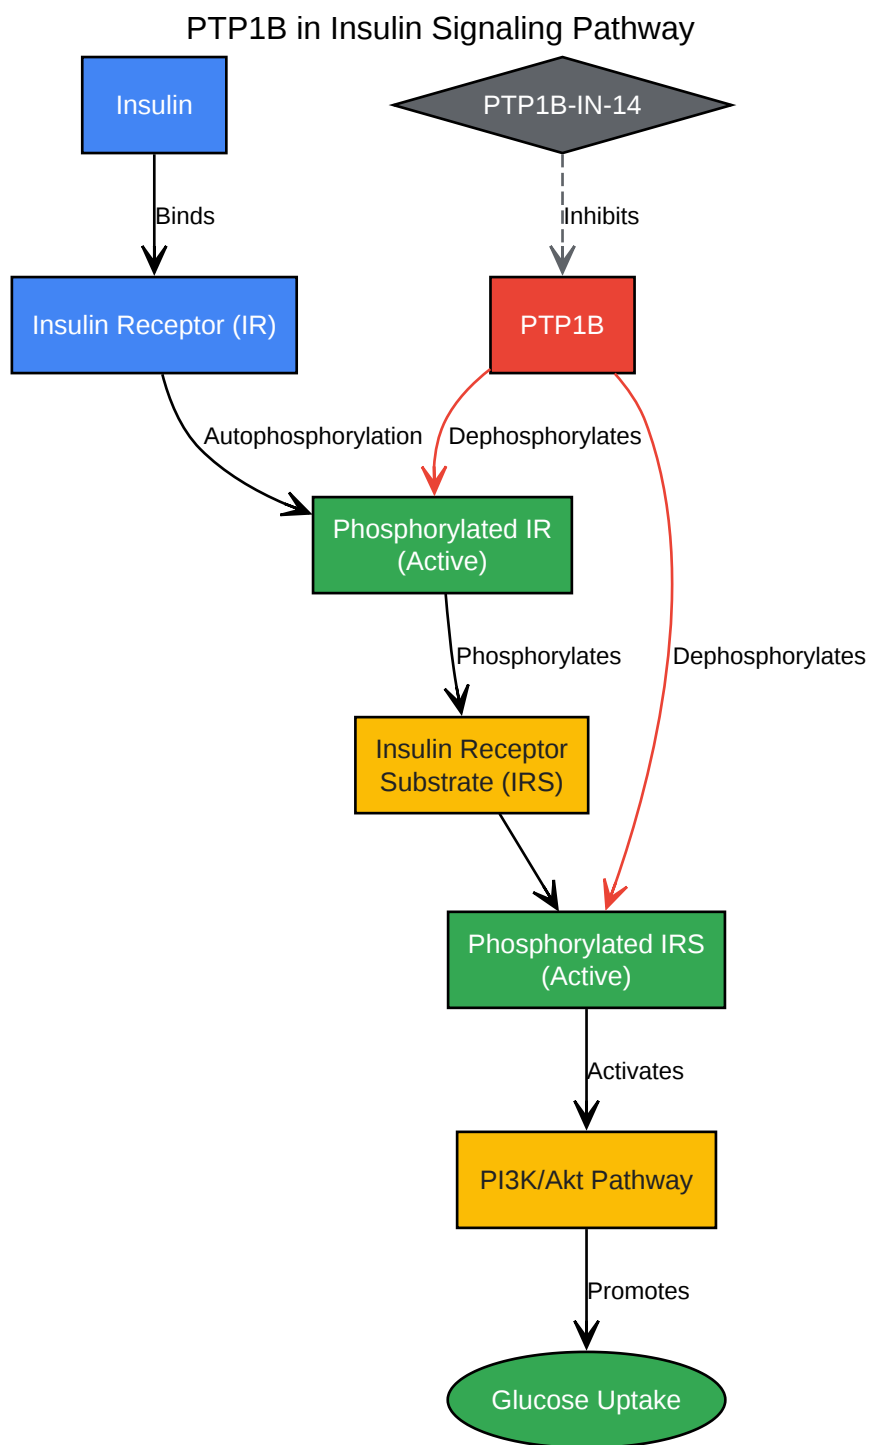 PTP1B in Insulin Signaling Pathway
Insulin
PTP1B-IN-14
Binds
Inhibits
Insulin Receptor (IR)
PTP1B
Autophosphorylation
Dephosphorylates
Phosphorylated IR
(Active)
Phosphorylates
Dephosphorylates
Insulin Receptor
Substrate (IRS)
Phosphorylated IRS
(Active)
Activates
PI3K/Akt Pathway
Promotes
Glucose Uptake